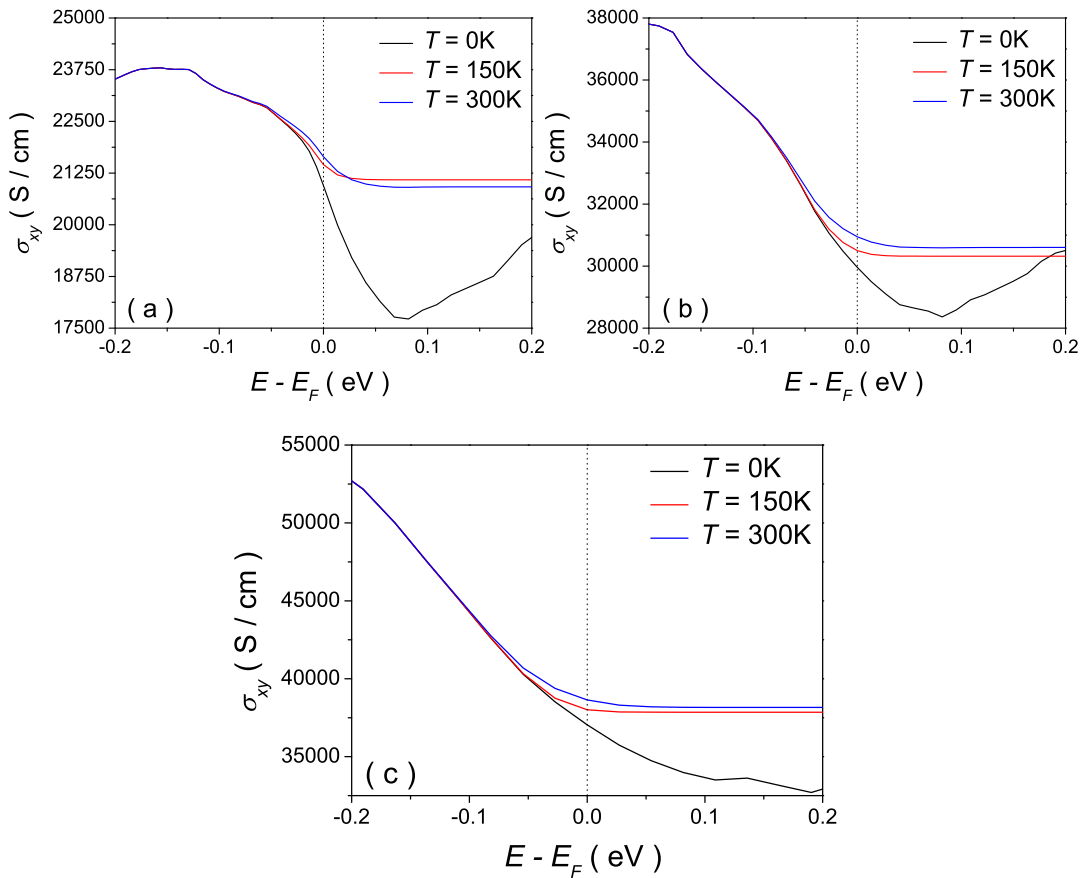 25000
23750
22500
21250
20000
18750
17500
σxy ( S / cm )
T = 0K
T = 150K
T = 300K
( a )
-0.2 -0.1 0.0 0.1 0.2
E - EF ( eV )
38000
36000
34000
32000
30000
28000
σxy ( S / cm )
T = 0K
T = 150K
T = 300K
( b )
-0.2 -0.1 0.0 0.1 0.2
E - EF ( eV )
55000
50000
45000
40000
35000
σxy ( S / cm )
T = 0K
T = 150K
T = 300K
( c )
-0.2 -0.1 0.0 0.1 0.2
E - EF ( eV )